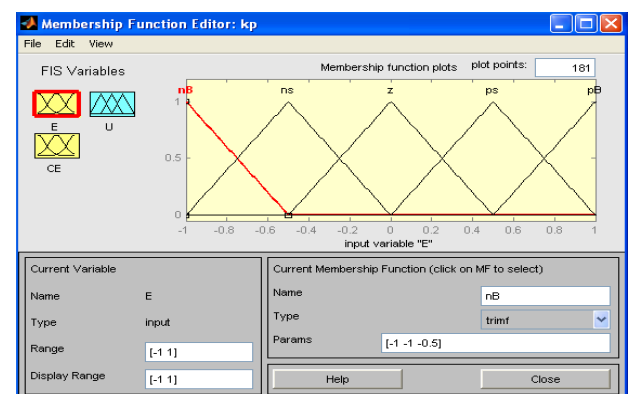 Membership Function Editor: kp
File Edit View
FIS Variables
E
U
CE
Membership function plots
plot points:
181
nB ns z ps pB
1
0.5
0
-1 -0.8 -0.6 -0.4 -0.2 0 0.2 0.4 0.6 0.8 1
input variable "E"
Current Variable
Name E
Type input
Range [-1 1]
Display Range [-1 1]
Current Membership Function (click on MF to select)
Name nB
Type trimf
Params [-1 -1 -0.5]
Help
Close